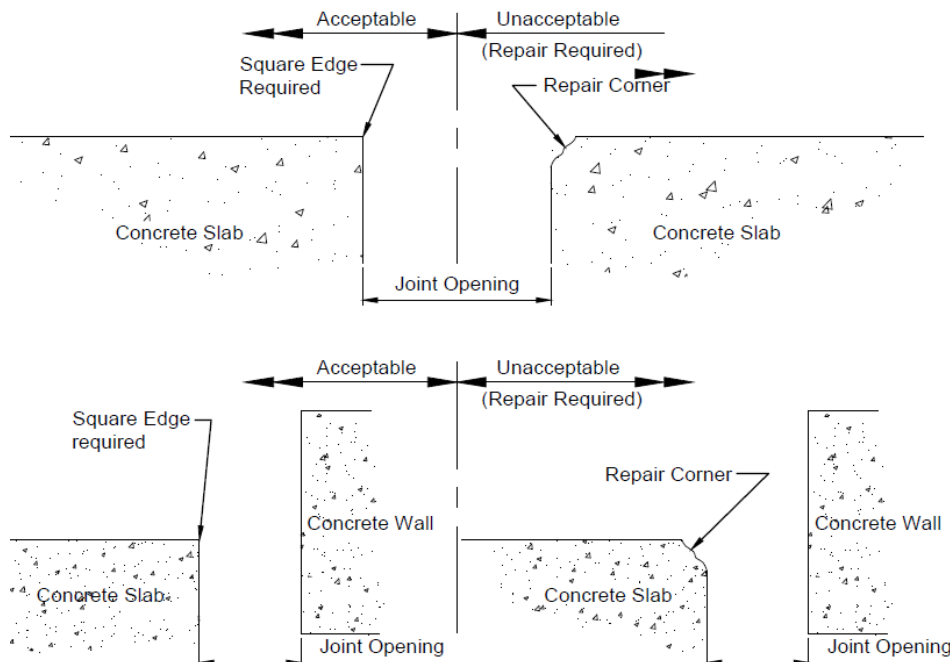 Acceptable
Unacceptable
(Repair Required)
Square Edge
Required
Repair Corner
Concrete Slab
Concrete Slab
Joint Opening
Acceptable
Unacceptable
(Repair Required)
Square Edge
required
Repair Corner
Concrete Wall
Concrete Wall
Concrete Slab
Concrete Slab
Joint Opening
Joint Opening